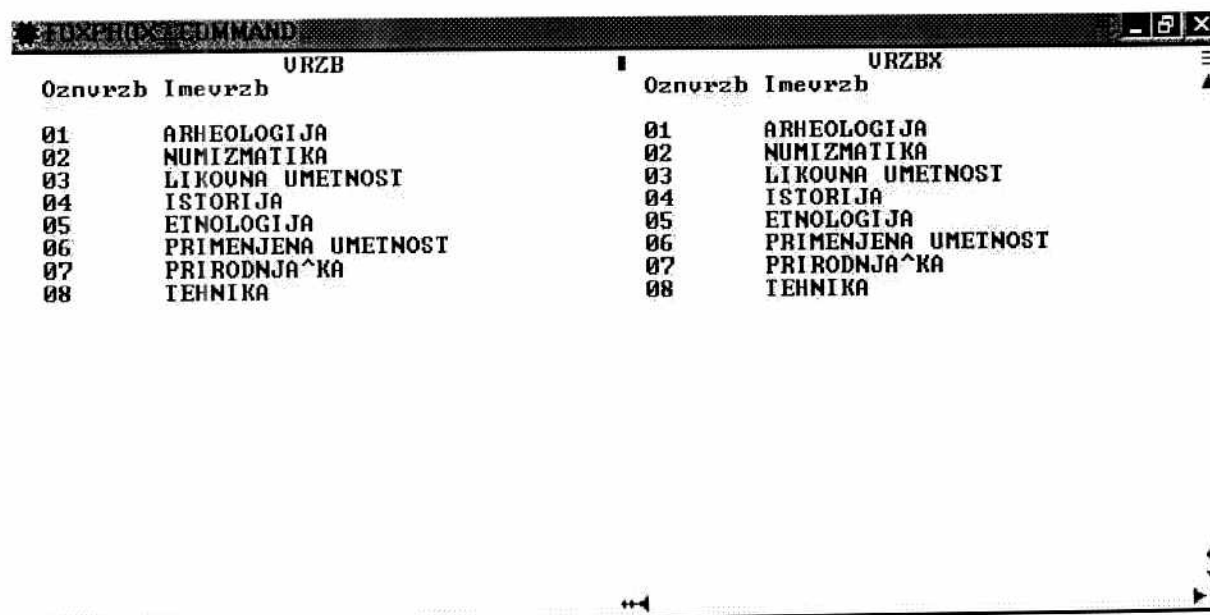 COMMAND
VRZB
Oznvrzb Imevrzb
01 ARHEOLOGIJA
02 NUMIZMATIKA
03 LIKOVNA UMETNOST
04 ISTORIJA
05 ETNOLOGIJA
06 PRIMENJENA UMETNOST
07 PRIRODNJA^KA
08 TEHNIKA
VRZBX
Oznvrzb Imevrzb
01 ARHEOLOGIJA
02 NUMIZMATIKA
03 LIKOVNA UMETNOST
04 ISTORIJA
05 ETNOLOGIJA
06 PRIMENJENA UMETNOST
07 PRIRODNJA^KA
08 TEHNIKA